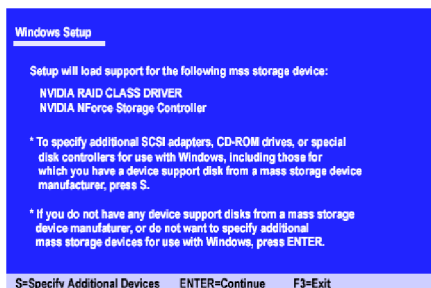 Windows Setup
Setup will load support for the following mss storage device:
NVIDIA RAID CLASS DRIVER
NVIDIA NForce Storage Controller
* To specify additional SCSI adapters, CD-ROM drives, or special
disk controllers for use with Windows, including those for
which you have a device support disk from a mass storage device
manufacturer, press S.
* If you do not have any device support disks from a mass storage
device manufaturer, or do not want to specify additional
mass storage devices for use with Windows, press ENTER.
S=Specify Additional Devices ENTER=Continue F3=Exit